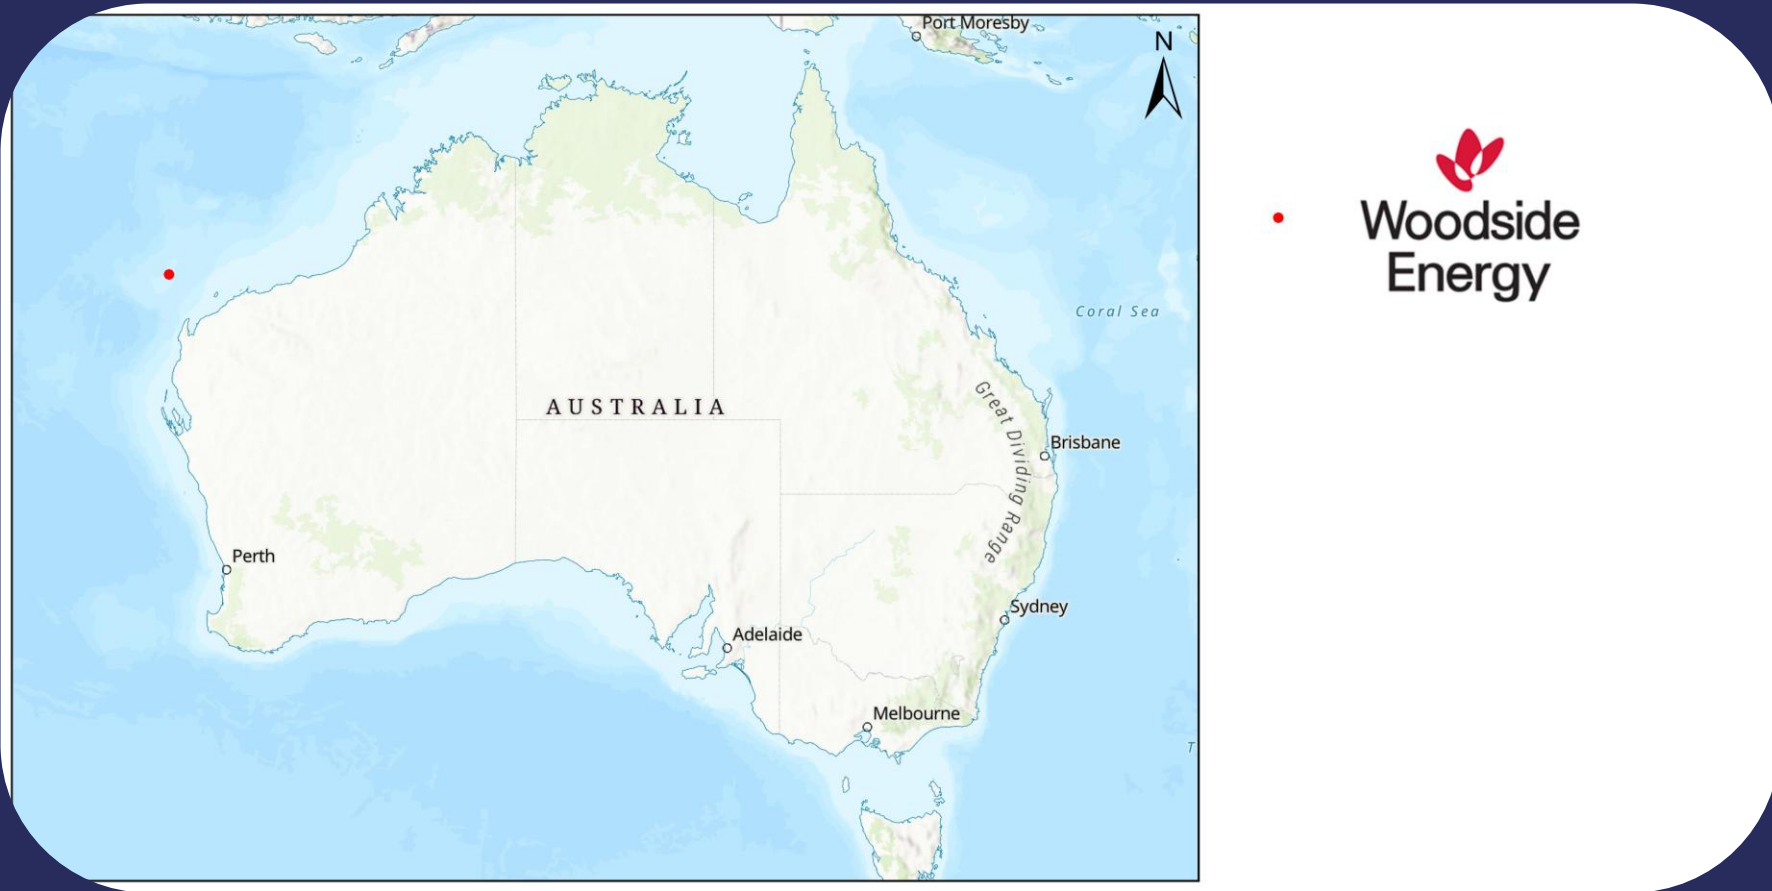 Port Moresby
N
Coral Sea
AUSTRALIA
Great Dividing Range
Brisbane
Perth
Sydney
Adelaide
Melbourne
T
Woodside
Energy